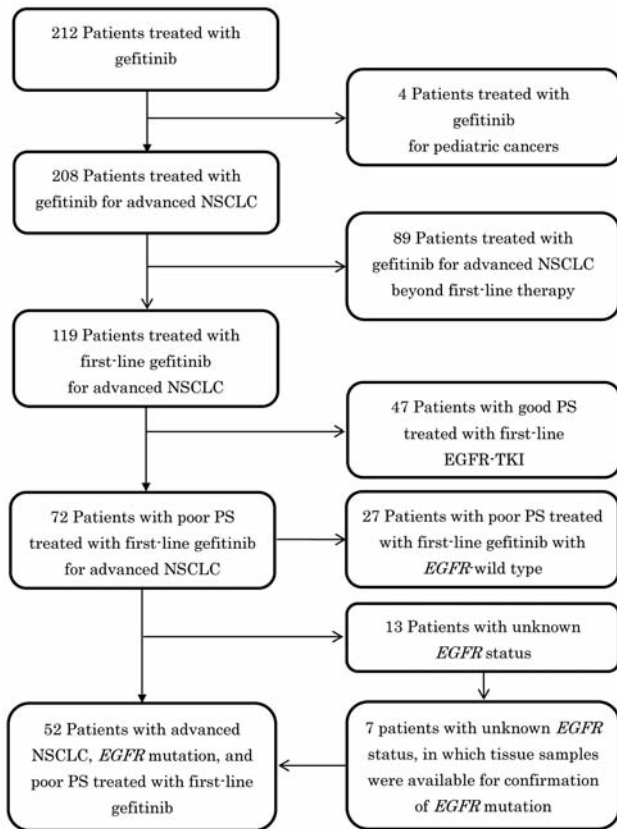 212 Patients treated with
gefitinib
4 Patients treated with
gefitinib
for pediatric cancers
208 Patients treated with
gefitinib for advanced NSCLC
89 Patients treated with
gefitinib for advanced NSCLC
beyond first-line therapy
119 Patients treated with
first-line gefitinib
for advanced NSCLC
47 Patients with good PS
treated with first-line
EGFR-TKI
72 Patients with poor PS
treated with first-line gefitinib
for advanced NSCLC
27 Patients with poor PS treated
with first-line gefitinib with
EGFR-wild type
13 Patients with unknown
EGFR status
52 Patients with advanced
NSCLC, EGFR mutation, and
poor PS treated with first-line
gefitinib
7 patients with unknown EGFR
status, in which tissue samples
were available for confirmation
of EGFR mutation